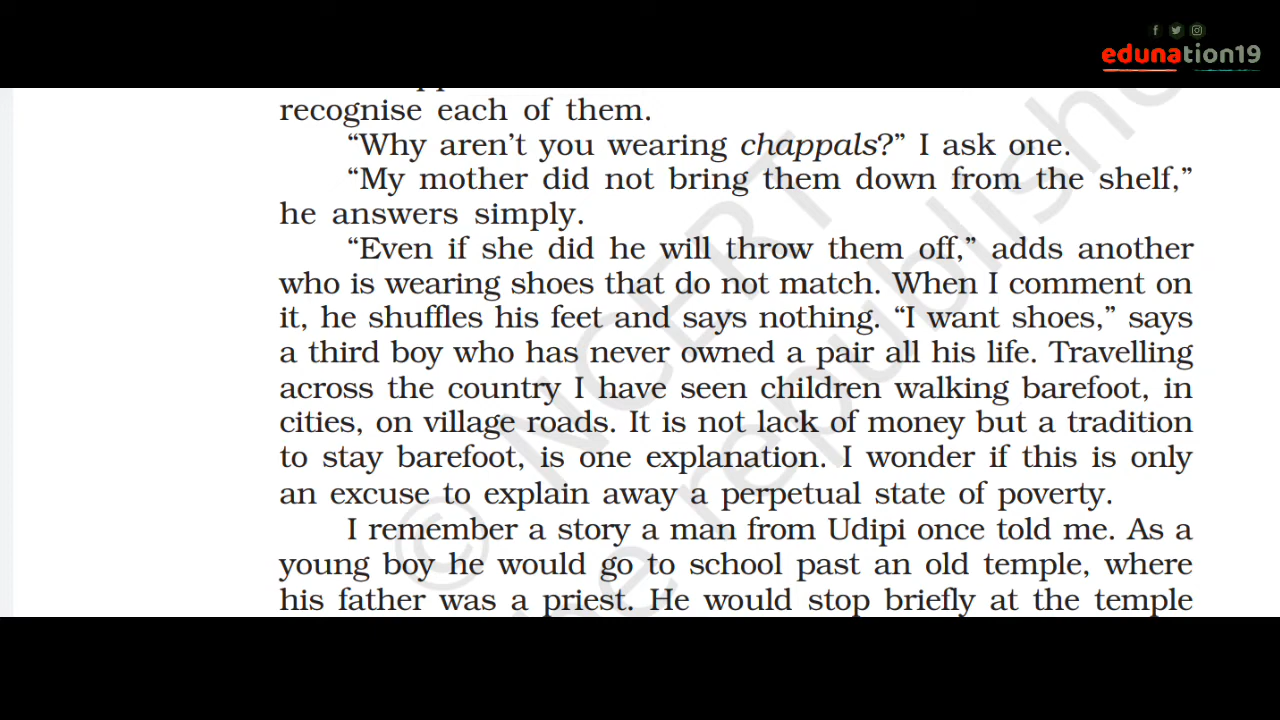 edunation19
recognise each of them.
“Why aren’t you wearing chappals?” I ask one.
“My mother did not bring them down from the shelf,”
he answers simply.
“Even if she did he will throw them off,” adds another
who is wearing shoes that do not match. When I comment on
it, he shuffles his feet and says nothing. “I want shoes,” says
a third boy who has never owned a pair all his life. Travelling
across the country I have seen children walking barefoot, in
cities, on village roads. It is not lack of money but a tradition
to stay barefoot, is one explanation. I wonder if this is only
an excuse to explain away a perpetual state of poverty.
I remember a story a man from Udipi once told me. As a
young boy he would go to school past an old temple, where
his father was a priest. He would stop briefly at the temple
© NCERT
republishe